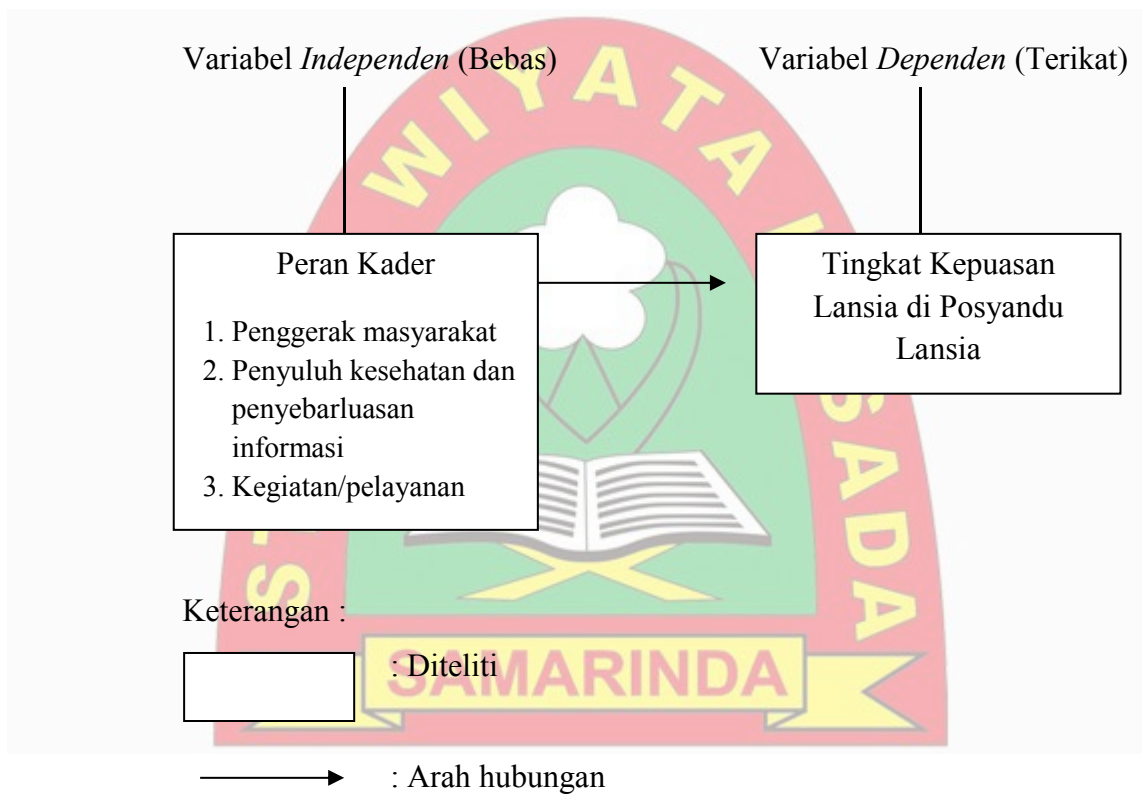 Variabel Independen (Bebas)
Variabel Dependen (Terikat)
WIYATA
Peran Kader
1. Penggerak masyarakat
2. Penyuluh kesehatan dan
penyebarluasan
informasi
3. Kegiatan/pelayanan
Tingkat Kepuasan
Lansia di Posyandu
Lansia
Keterangan :
: Diteliti
SAMARINDA
: Arah hubungan